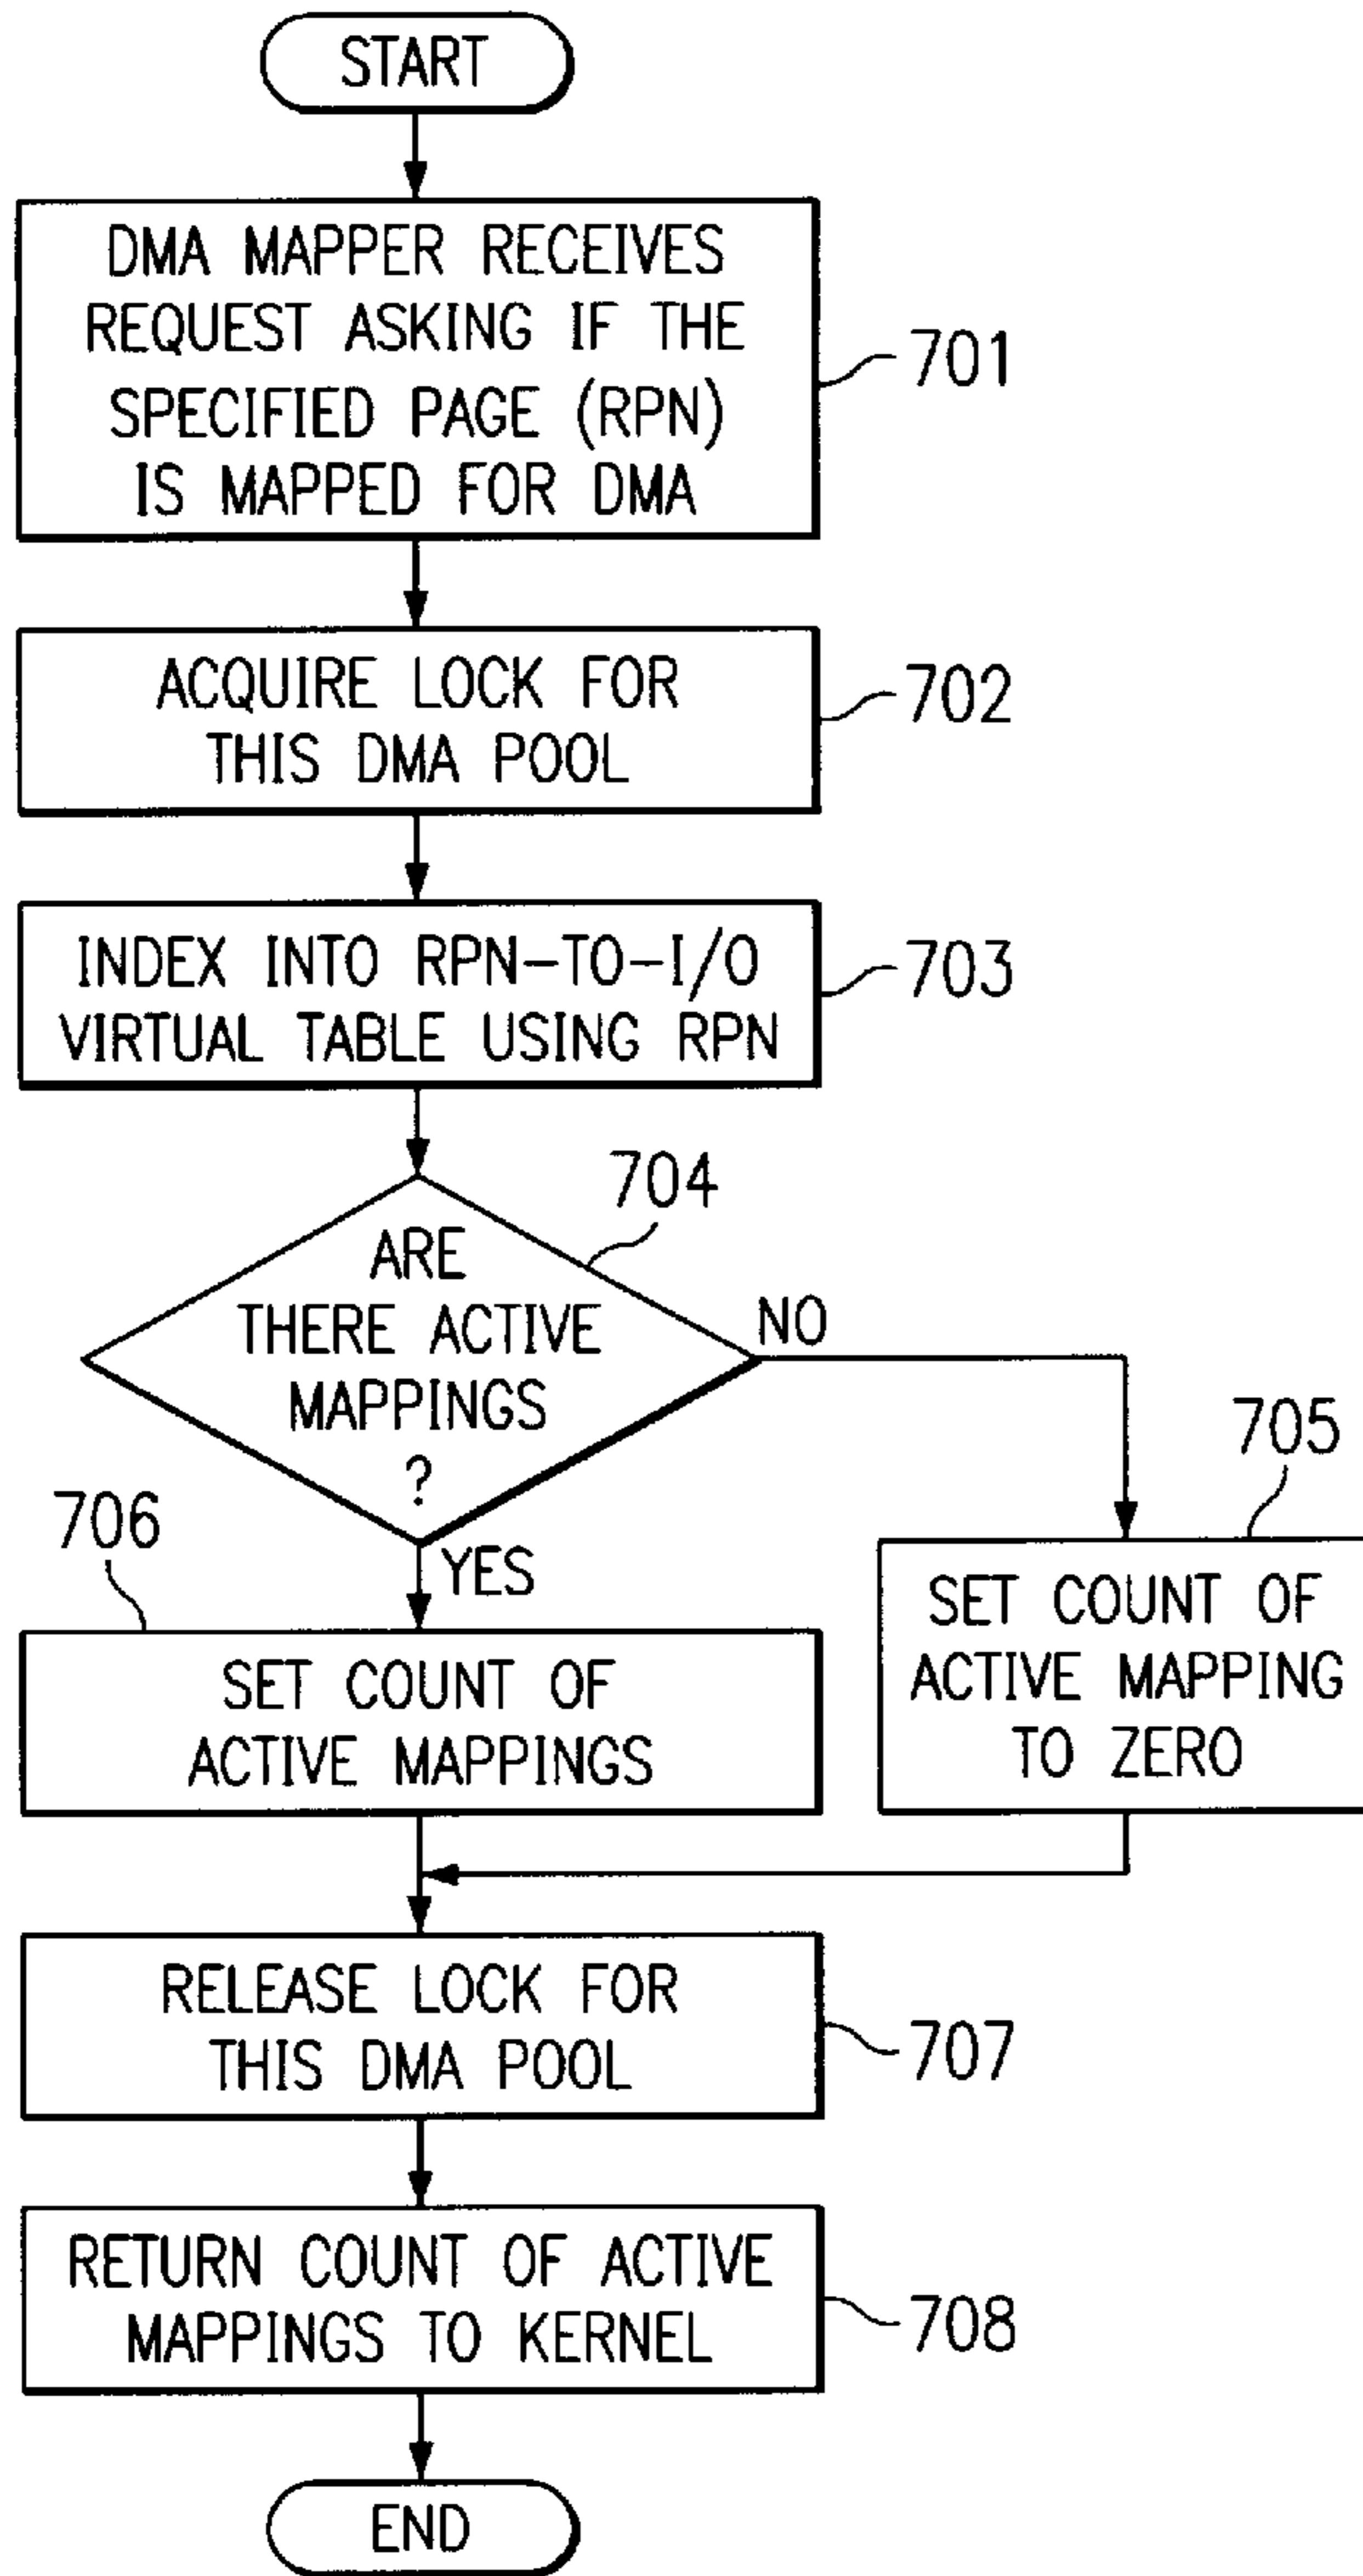 START
DMA MAPPER RECEIVES
REQUEST ASKING IF THE
SPECIFIED PAGE (RPN)
IS MAPPED FOR DMA
701
ACQUIRE LOCK FOR
THIS DMA POOL
702
INDEX INTO RPN-TO-I/O
VIRTUAL TABLE USING RPN
703
704
ARE
THERE ACTIVE
MAPPINGS
?
NO
YES
705
SET COUNT OF
ACTIVE MAPPING
TO ZERO
706
SET COUNT OF
ACTIVE MAPPINGS
RELEASE LOCK FOR
THIS DMA POOL
707
RETURN COUNT OF ACTIVE
MAPPINGS TO KERNEL
708
END